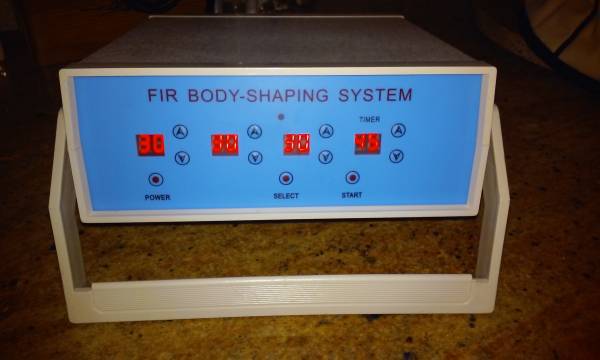 FIR BODY-SHAPING SYSTEM
TIMER
POWER
SELECT
START